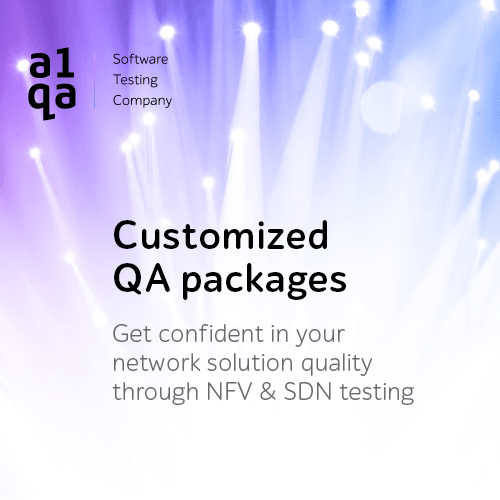 a1
qa
Software
Testing
Company
Customized
QA packages
Get confident in your
network solution quality
through NFV & SDN testing